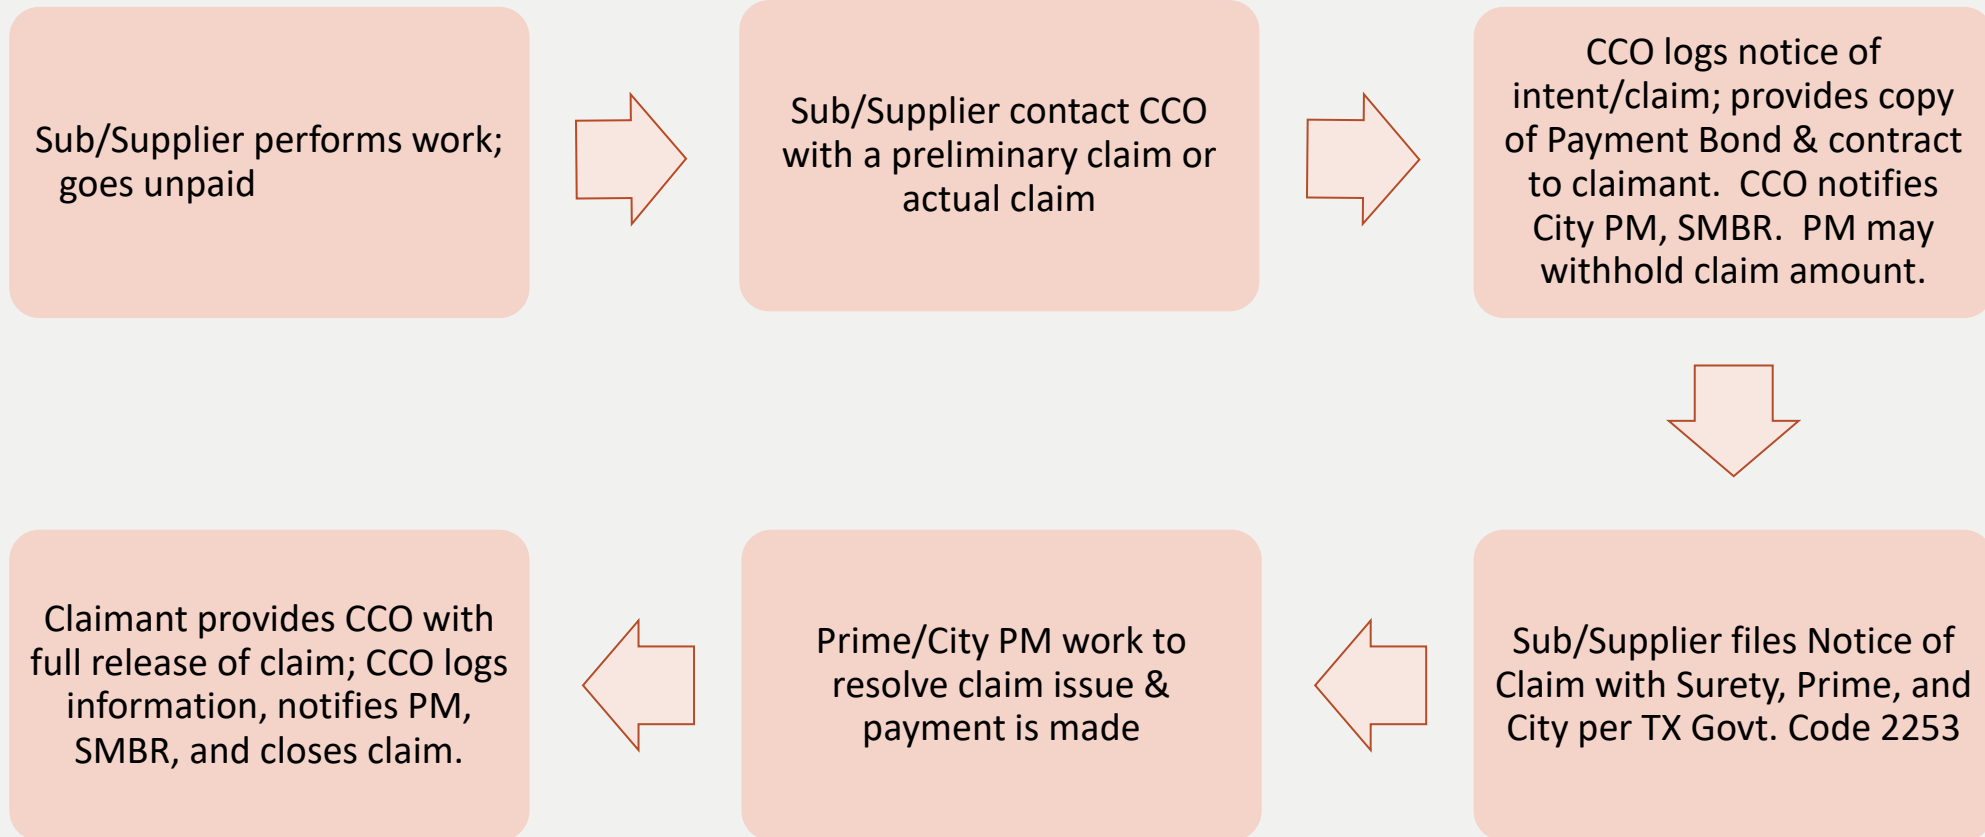 Sub/Supplier performs work;
goes unpaid
Sub/Supplier contact CCO
with a preliminary claim or
actual claim
CCO logs notice of
intent/claim; provides copy
of Payment Bond & contract
to claimant.  CCO notifies
City PM, SMBR.  PM may
withhold claim amount.
Sub/Supplier files Notice of
Claim with Surety, Prime, and
City per TX Govt. Code 2253
Prime/City PM work to
resolve claim issue &
payment is made
Claimant provides CCO with
full release of claim; CCO logs
information, notifies PM,
SMBR, and closes claim.